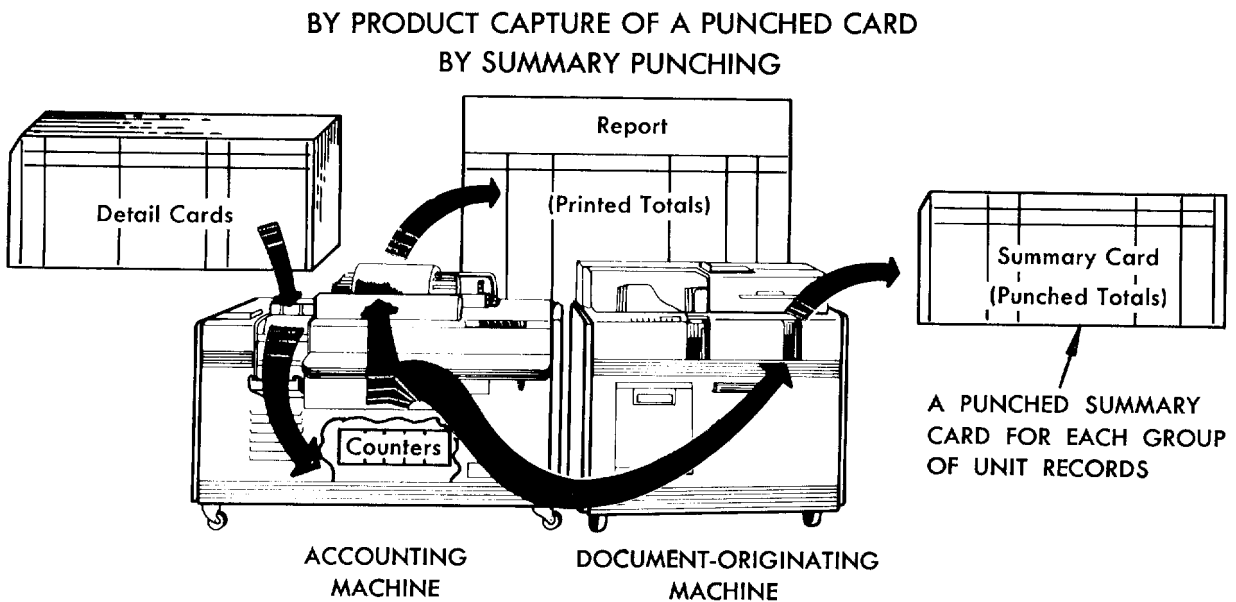 BY PRODUCT CAPTURE OF A PUNCHED CARD
BY SUMMARY PUNCHING
Report
(Printed Totals)
Detail Cards
Summary Card
(Punched Totals)
Counters
A PUNCHED SUMMARY
CARD FOR EACH GROUP
OF UNIT RECORDS
ACCOUNTING
MACHINE
DOCUMENT-ORIGINATING
MACHINE